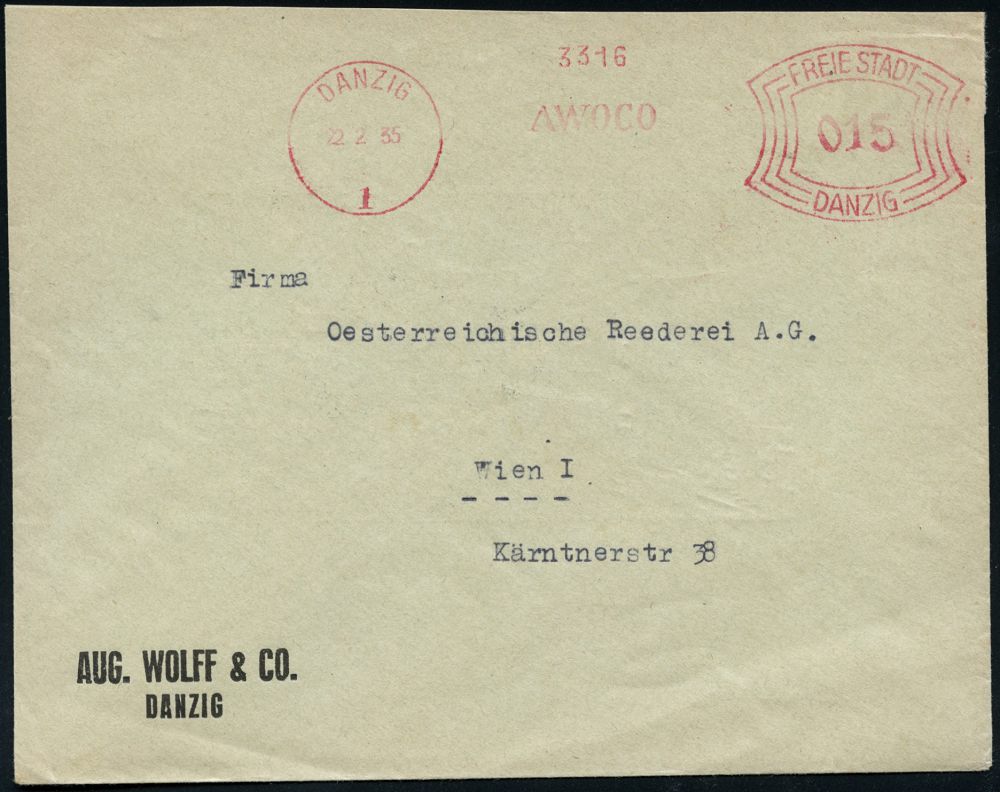 3316
DANZIG
22 2 35
1
AWOCO
FREIE STADT
015
DANZIG
Firma
Oesterreichische Reederei A.G.
Wien I
Kärntnerstr 38
AUG. WOLFF & CO.
DANZIG